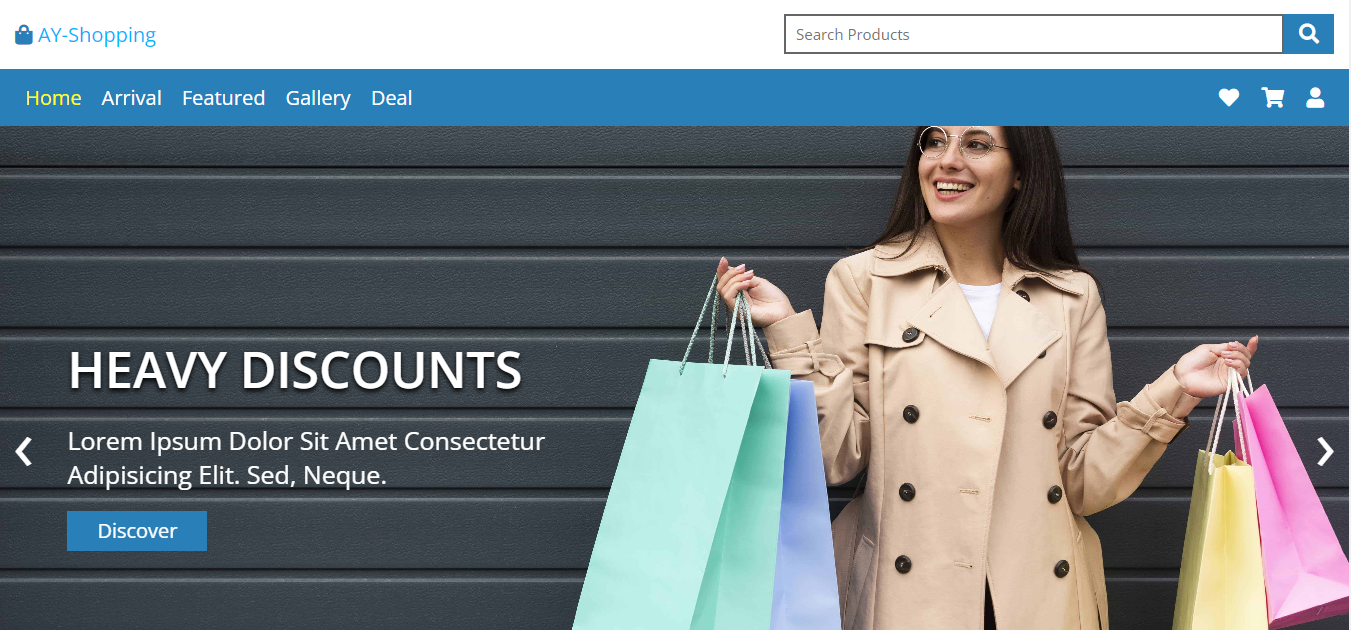 AY-Shopping
Search Products
Home Arrival Featured Gallery Deal
HEAVY DISCOUNTS
Lorem Ipsum Dolor Sit Amet Consectetur
Adipisicing Elit. Sed, Neque.
Discover